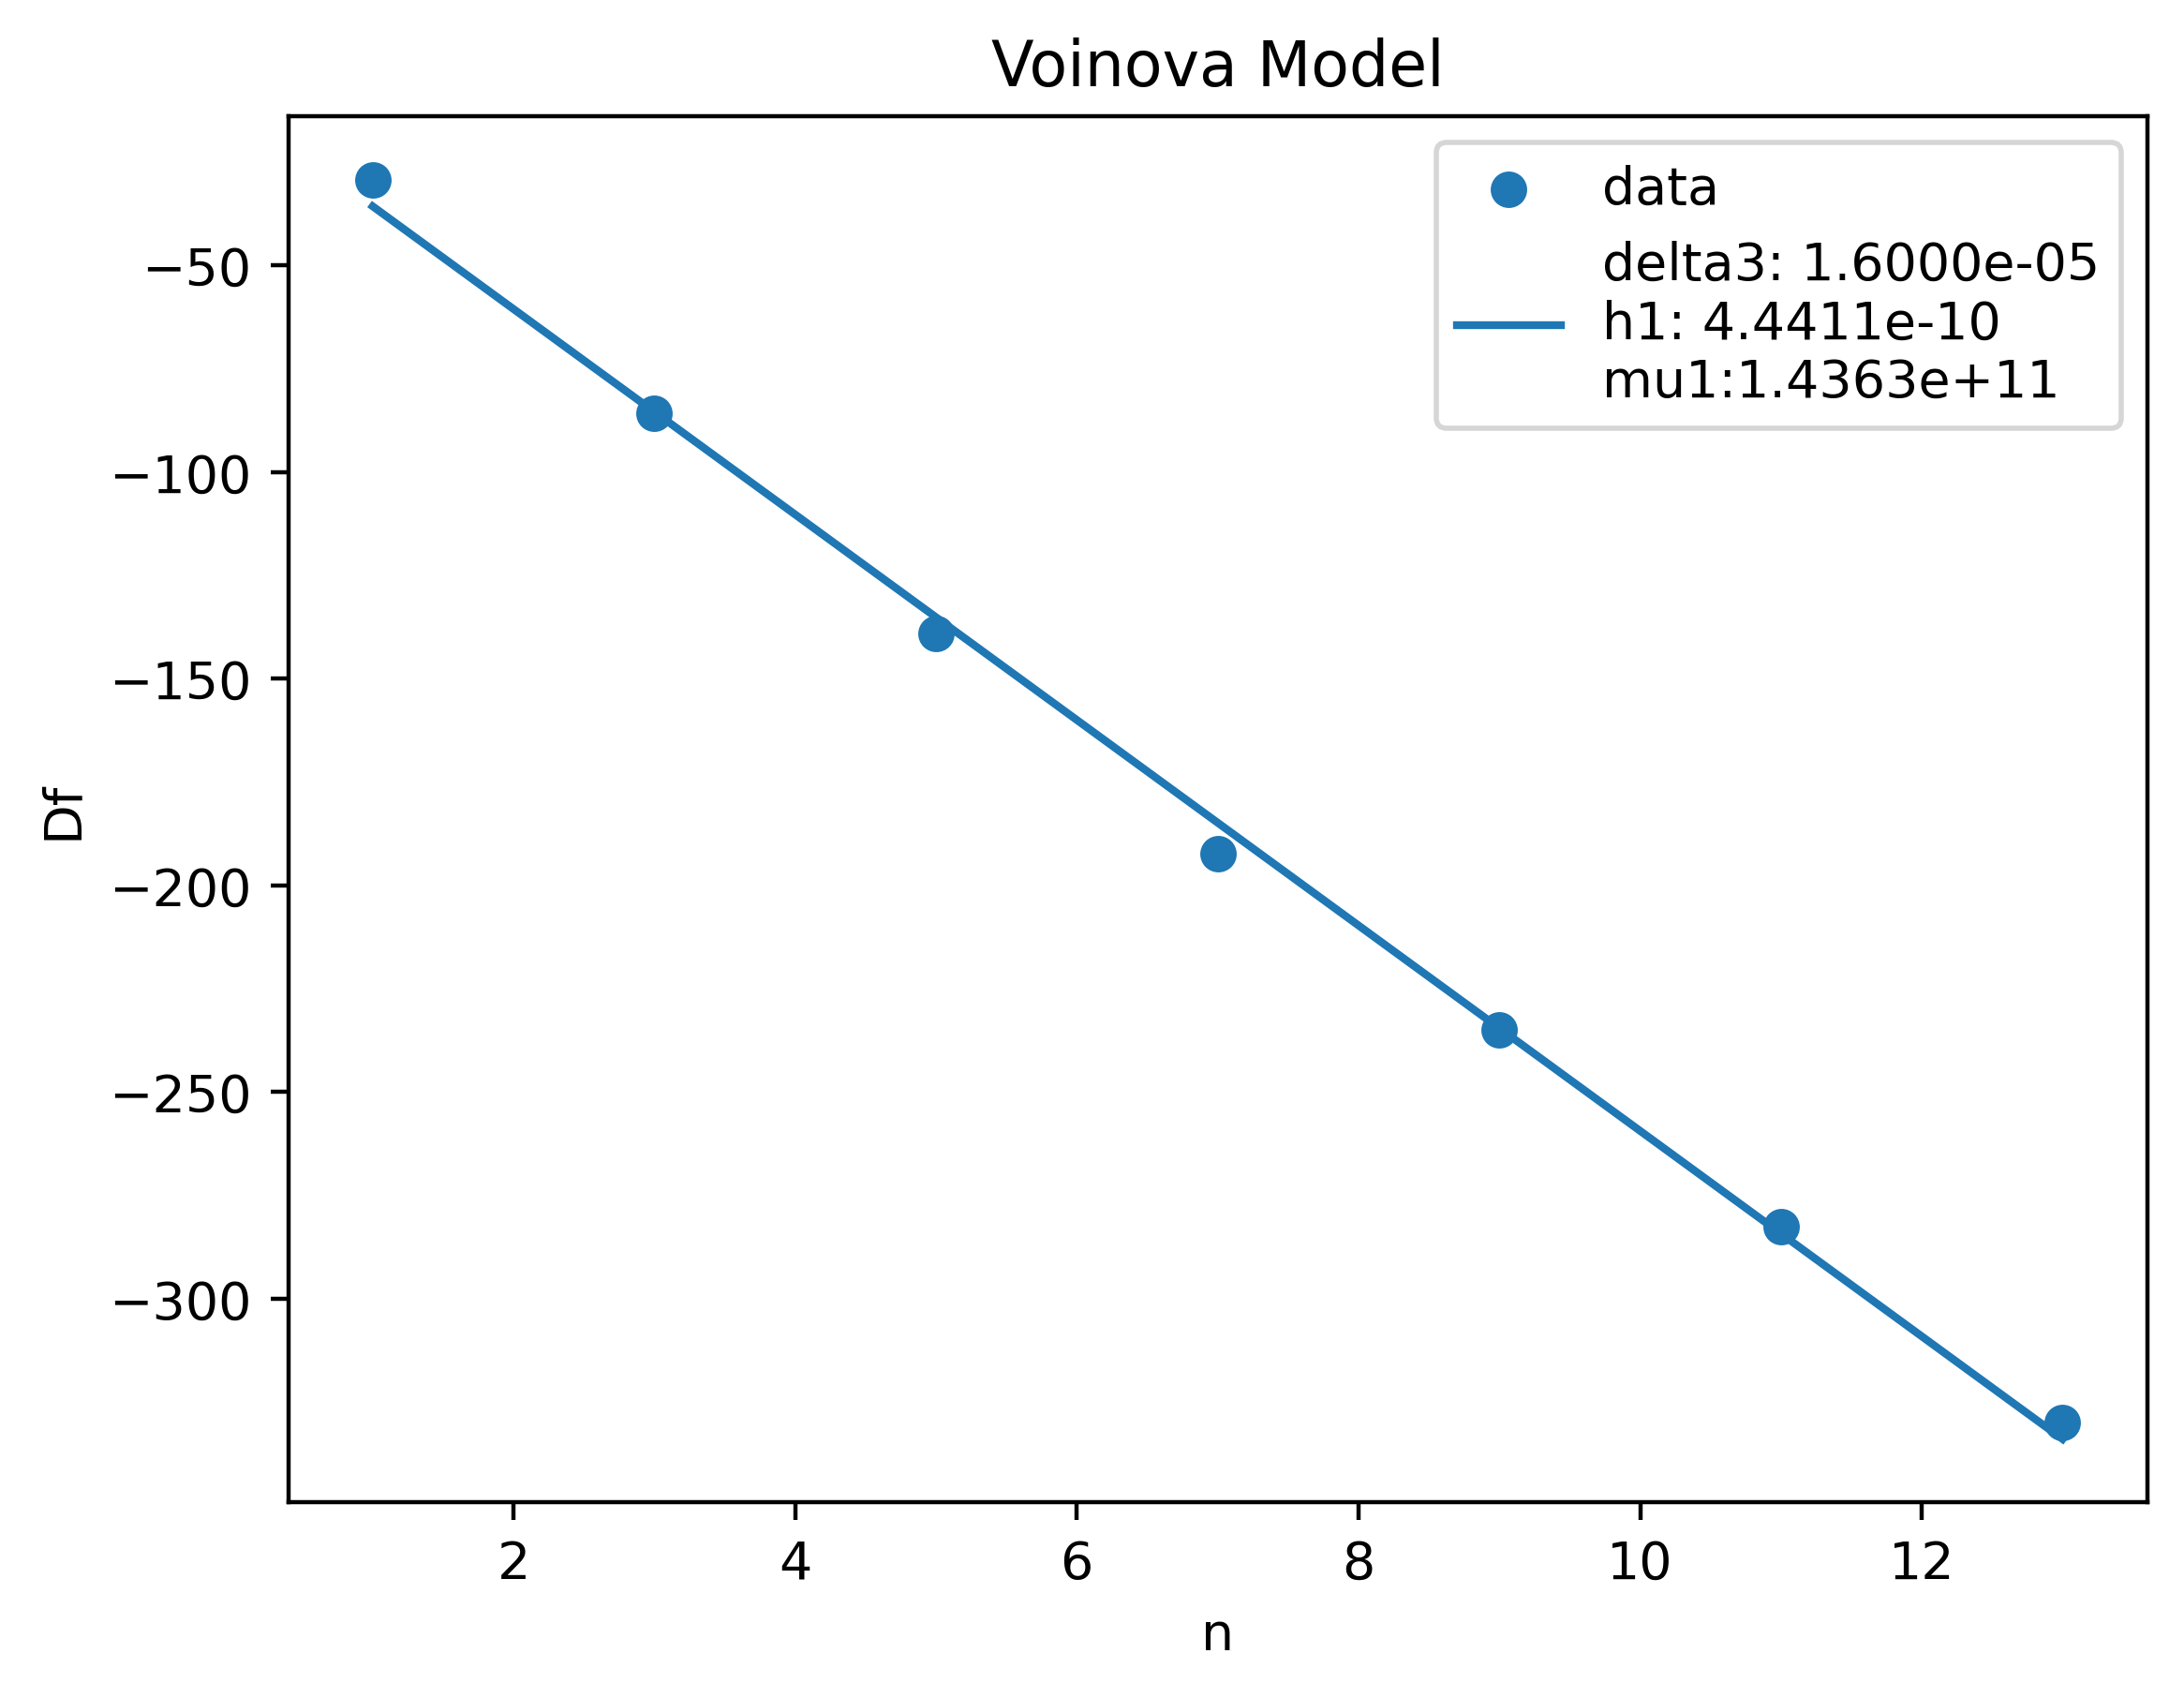 Voinova Model
data
delta3: 1.6000e-05
h1: 4.4411e-10
mu1:1.4363e+11
−50
−100
−150
−200
−250
−300
Df
2 4 6 8 10 12
n